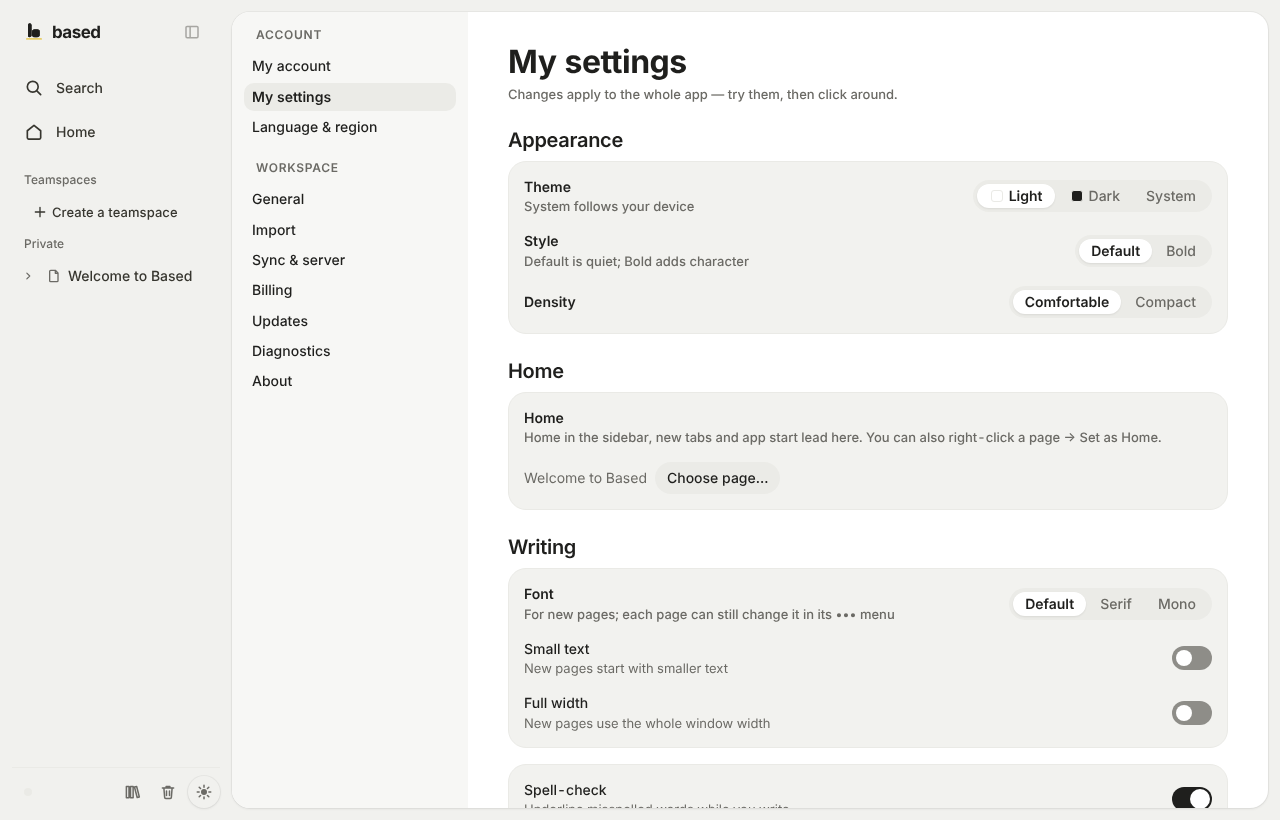 based
Search
Home
Teamspaces
Create a teamspace
Private
Welcome to Based
ACCOUNT
My account
My settings
Language & region
WORKSPACE
General
Import
Sync & server
Billing
Updates
Diagnostics
About
My settings
Changes apply to the whole app — try them, then click around.
Appearance
Theme
System follows your device
Light Dark System
Style
Default is quiet; Bold adds character
Default Bold
Density
Comfortable Compact
Home
Home
Home in the sidebar, new tabs and app start lead here. You can also right-click a page → Set as Home.
Welcome to Based Choose page...
Writing
Font
For new pages; each page can still change it in its ••• menu
Default Serif Mono
Small text
New pages start with smaller text
Full width
New pages use the whole window width
Spell-check
Underline misspelled words while you write